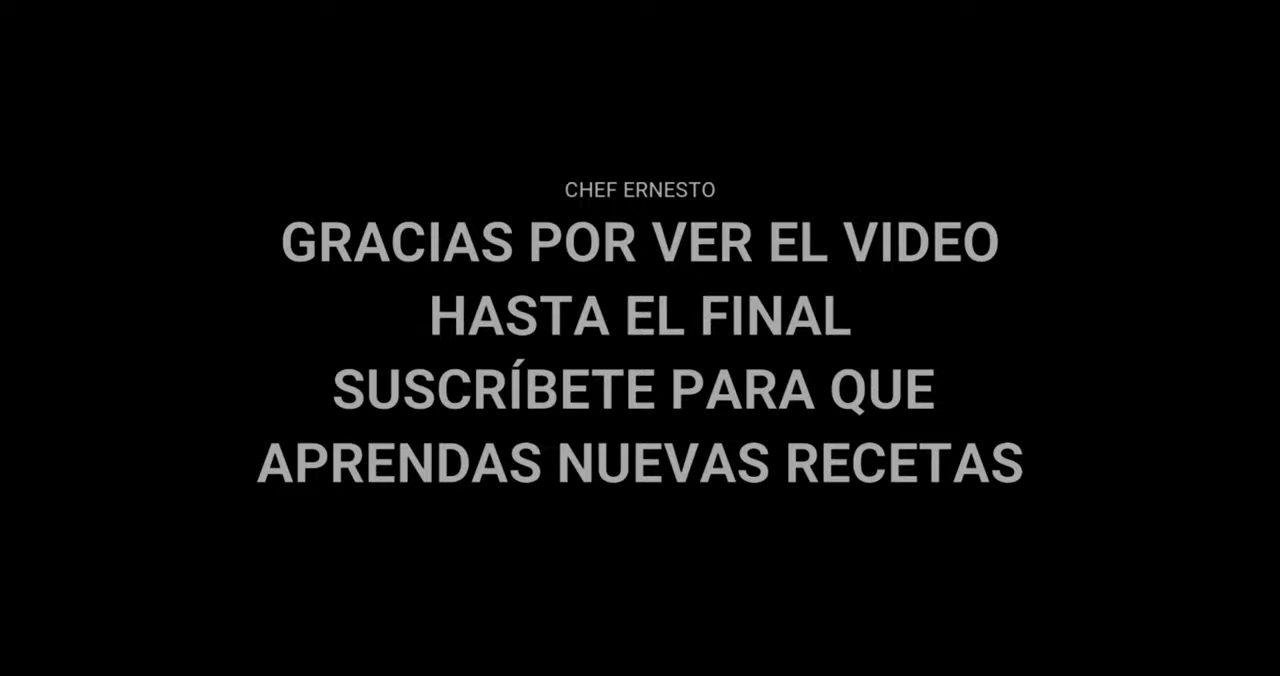 CHEF ERNESTO
GRACIAS POR VER EL VIDEO
HASTA EL FINAL
SUSCRÍBETE PARA QUE
APRENDAS NUEVAS RECETAS